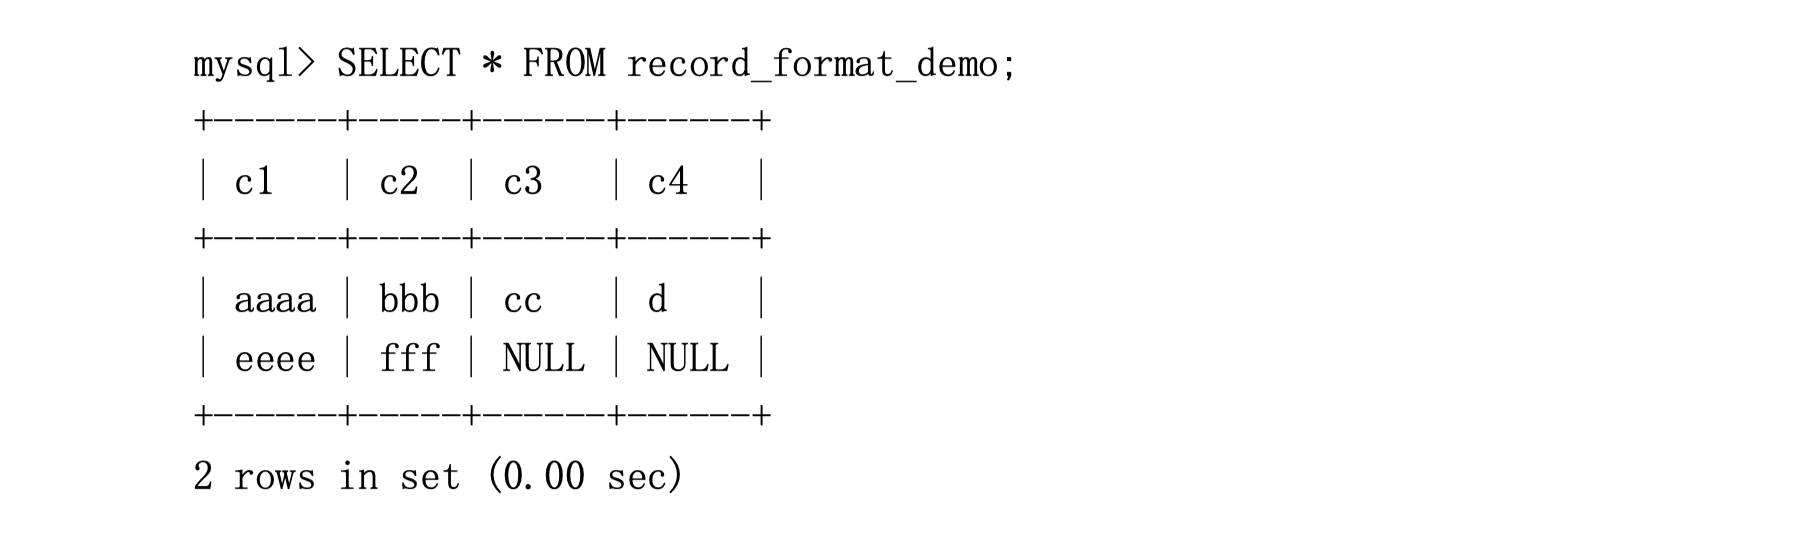 mysql> SELECT * FROM record_format_demo;
+------+-----+------+------+
| c1   | c2  | c3   | c4   |
+------+-----+------+------+
| aaaa | bbb | cc   | d    |
| eeee | fff | NULL | NULL |
+------+-----+------+------+
2 rows in set (0.00 sec)